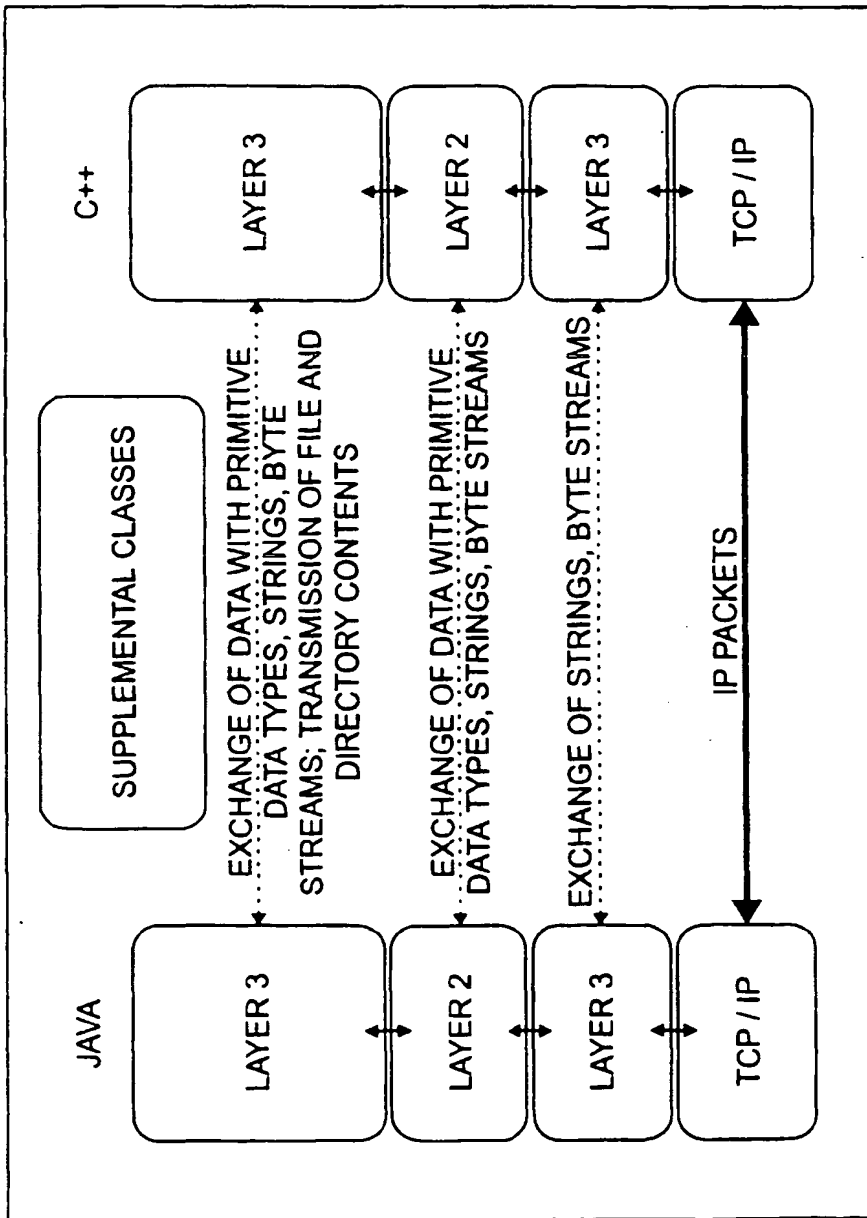 JAVA
C++
SUPPLEMENTAL CLASSES
LAYER 3
EXCHANGE OF DATA WITH PRIMITIVE
DATA TYPES, STRINGS, BYTE
STREAMS; TRANSMISSION OF FILE AND
DIRECTORY CONTENTS
LAYER 3
LAYER 2
EXCHANGE OF DATA WITH PRIMITIVE
DATA TYPES, STRINGS, BYTE STREAMS
LAYER 2
LAYER 3
EXCHANGE OF STRINGS, BYTE STREAMS
LAYER 3
TCP / IP
IP PACKETS
TCP / IP